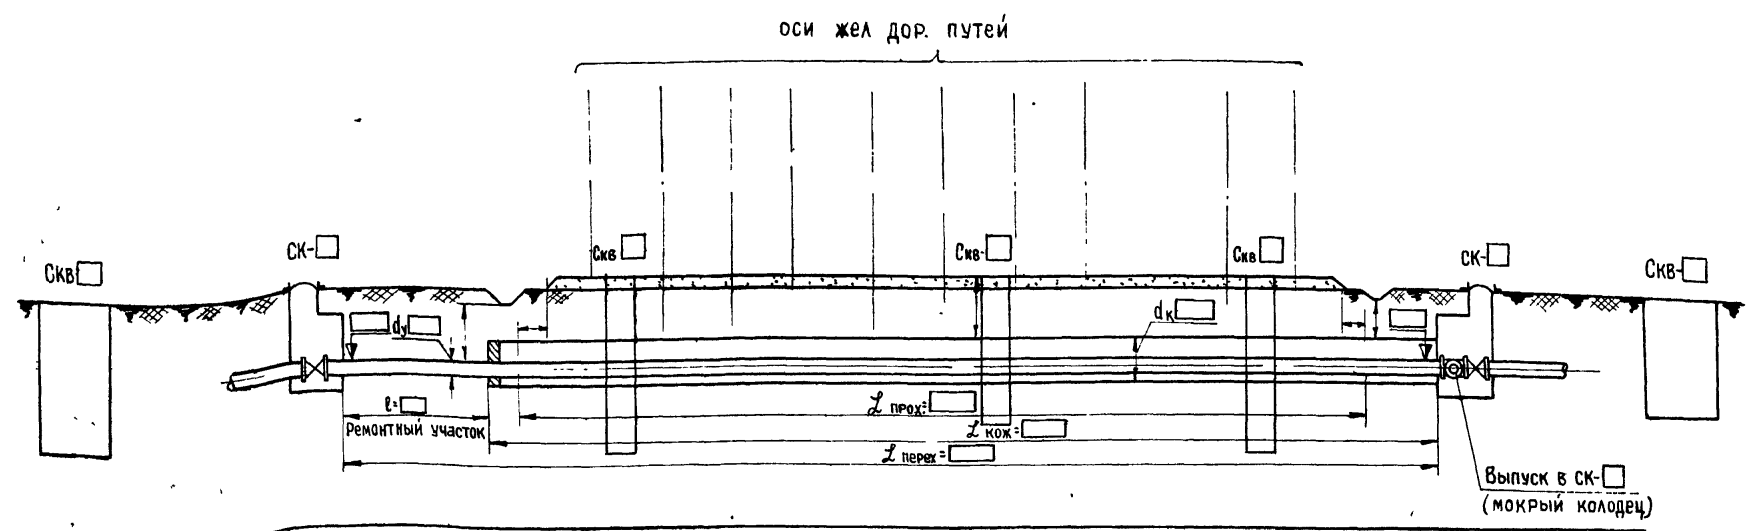 оси жел дор. путей
СК-
Скв
Скв-
Скв
СК-
Скв
Скв-
dу
dк
l=
Ремонтный участок
L прох=
L кож=
L перех=
Выпуск в СК-
(мокрый колодец)